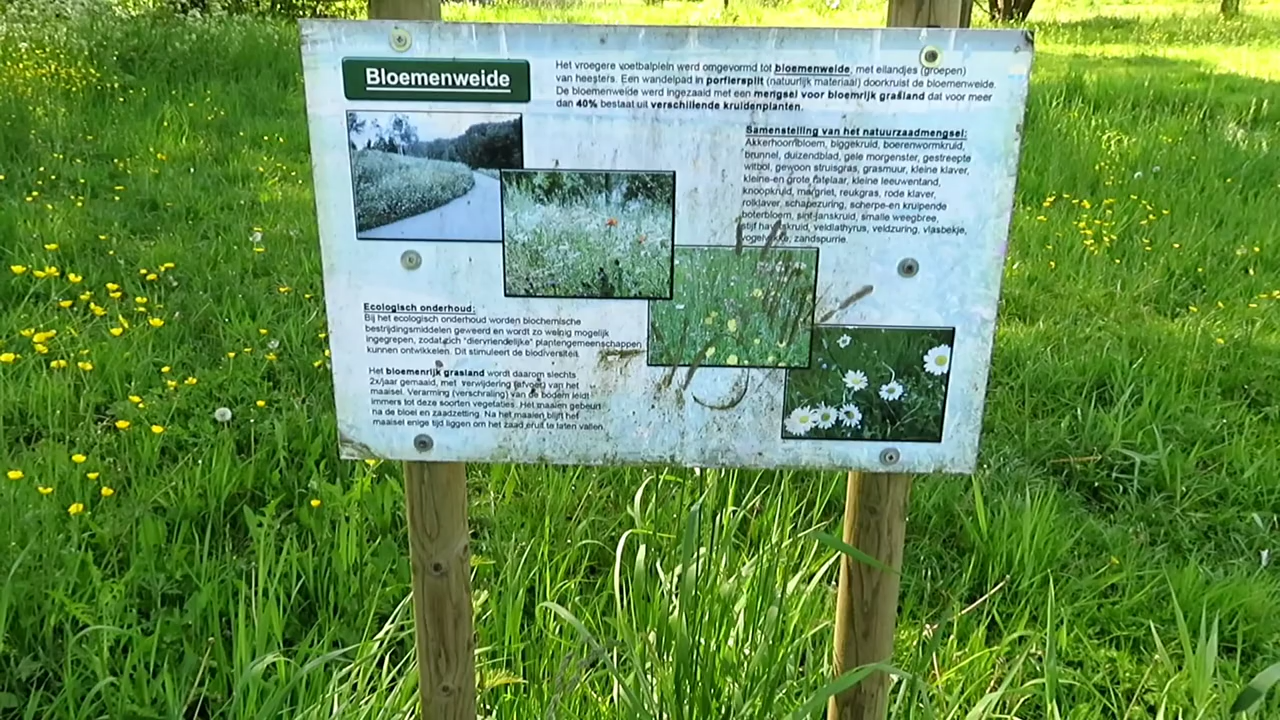 Bloemenweide
Het vroegere voetbalplein werd omgevormd tot bloemenweide, met eilandjes (groepen)
van heesters. Een wandelpad in porfiersplit (natuurlijk materiaal) doorkruist de bloemenweide.
De bloemenweide werd ingezaaid met een mengsel voor bloemrijk grasland dat voor meer
dan 40% bestaat uit verschillende kruidenplanten.
Samenstelling van het natuurzaadmengsel:
Akkerhoornbloem, biggekruid, boerenwormkruid,
brunnel, duizendblad, gele morgenster, gestreepte
witbol, gewoon struisgras, grasmuur, kleine klaver,
kleine-en grote ratelaar, kleine leeuwentand,
knoopkruid, margriet, reukgras, rode klaver,
rolklaver, schapezuring, scherpe-en kruipende
boterbloem, sint-janskruid, smalle weegbree,
stijf havikskruid, veldlathyrus, veldzuring, vlasbekje,
vogelwikke, zandspurrie.
Ecologisch onderhoud:
Bij het ecologisch onderhoud worden biochemische
bestrijdingsmiddelen geweerd en wordt zo weinig mogelijk
ingegrepen, zodat zich "diervriendelijke" plantengemeenschappen
kunnen ontwikkelen. Dit stimuleert de biodiversiteit.
Het bloemenrijk grasland wordt daarom slechts
2x/jaar gemaaid, met verwijdering (afvoer) van het
maaisel. Verarming (verschraling) van de bodem leidt
immers tot deze soorten vegetaties. Het maaien gebeurt
na de bloei en zaadzetting. Na het maaien blijft het
maaisel enige tijd liggen om het zaad eruit te laten vallen.